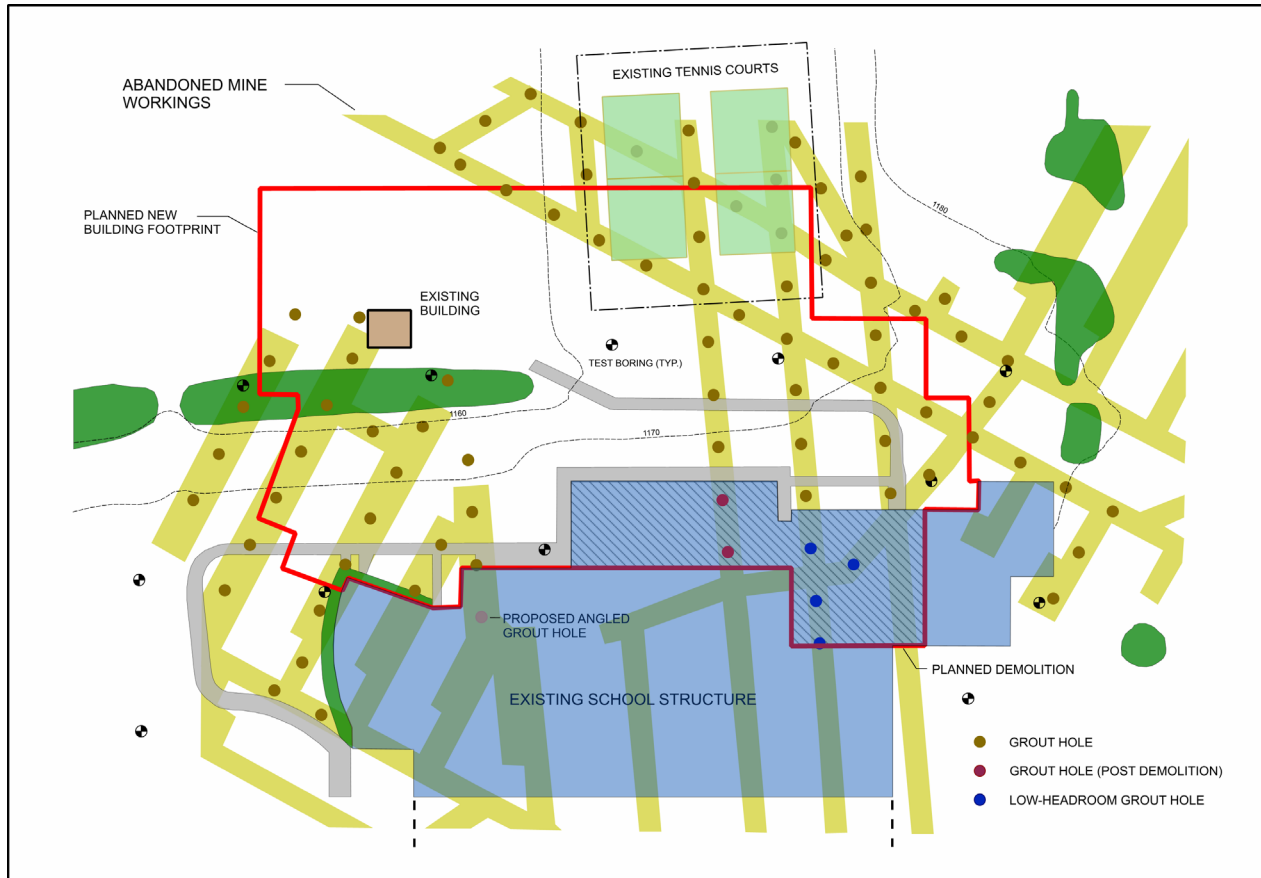 EXISTING TENNIS COURTS
ABANDONED MINE
WORKINGS
1180
PLANNED NEW
BUILDING FOOTPRINT
EXISTING
BUILDING
TEST BORING (TYP.)
1160
1170
PROPOSED ANGLED
GROUT HOLE
PLANNED DEMOLITION
EXISTING SCHOOL STRUCTURE
GROUT HOLE
GROUT HOLE (POST DEMOLITION)
LOW-HEADROOM GROUT HOLE